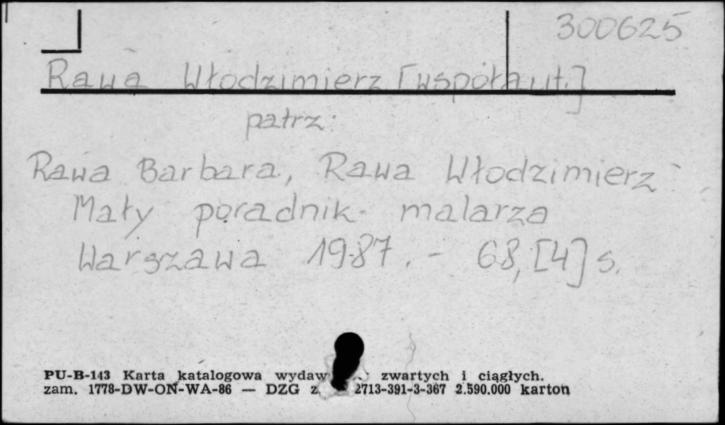 300625
Rawa Włodzimierz [współaut.]
patrz:
Rawa Barbara, Rawa Włodzimierz
Mały poradnik malarza
Warszawa 1987. - 68, [4] s.
PU-B-143 Karta katalogowa wydaw zwartych i ciągłych.
zam. 1778-DW-ON-WA-86 — DZG z 2713-391-3-367 2.590.000 karton